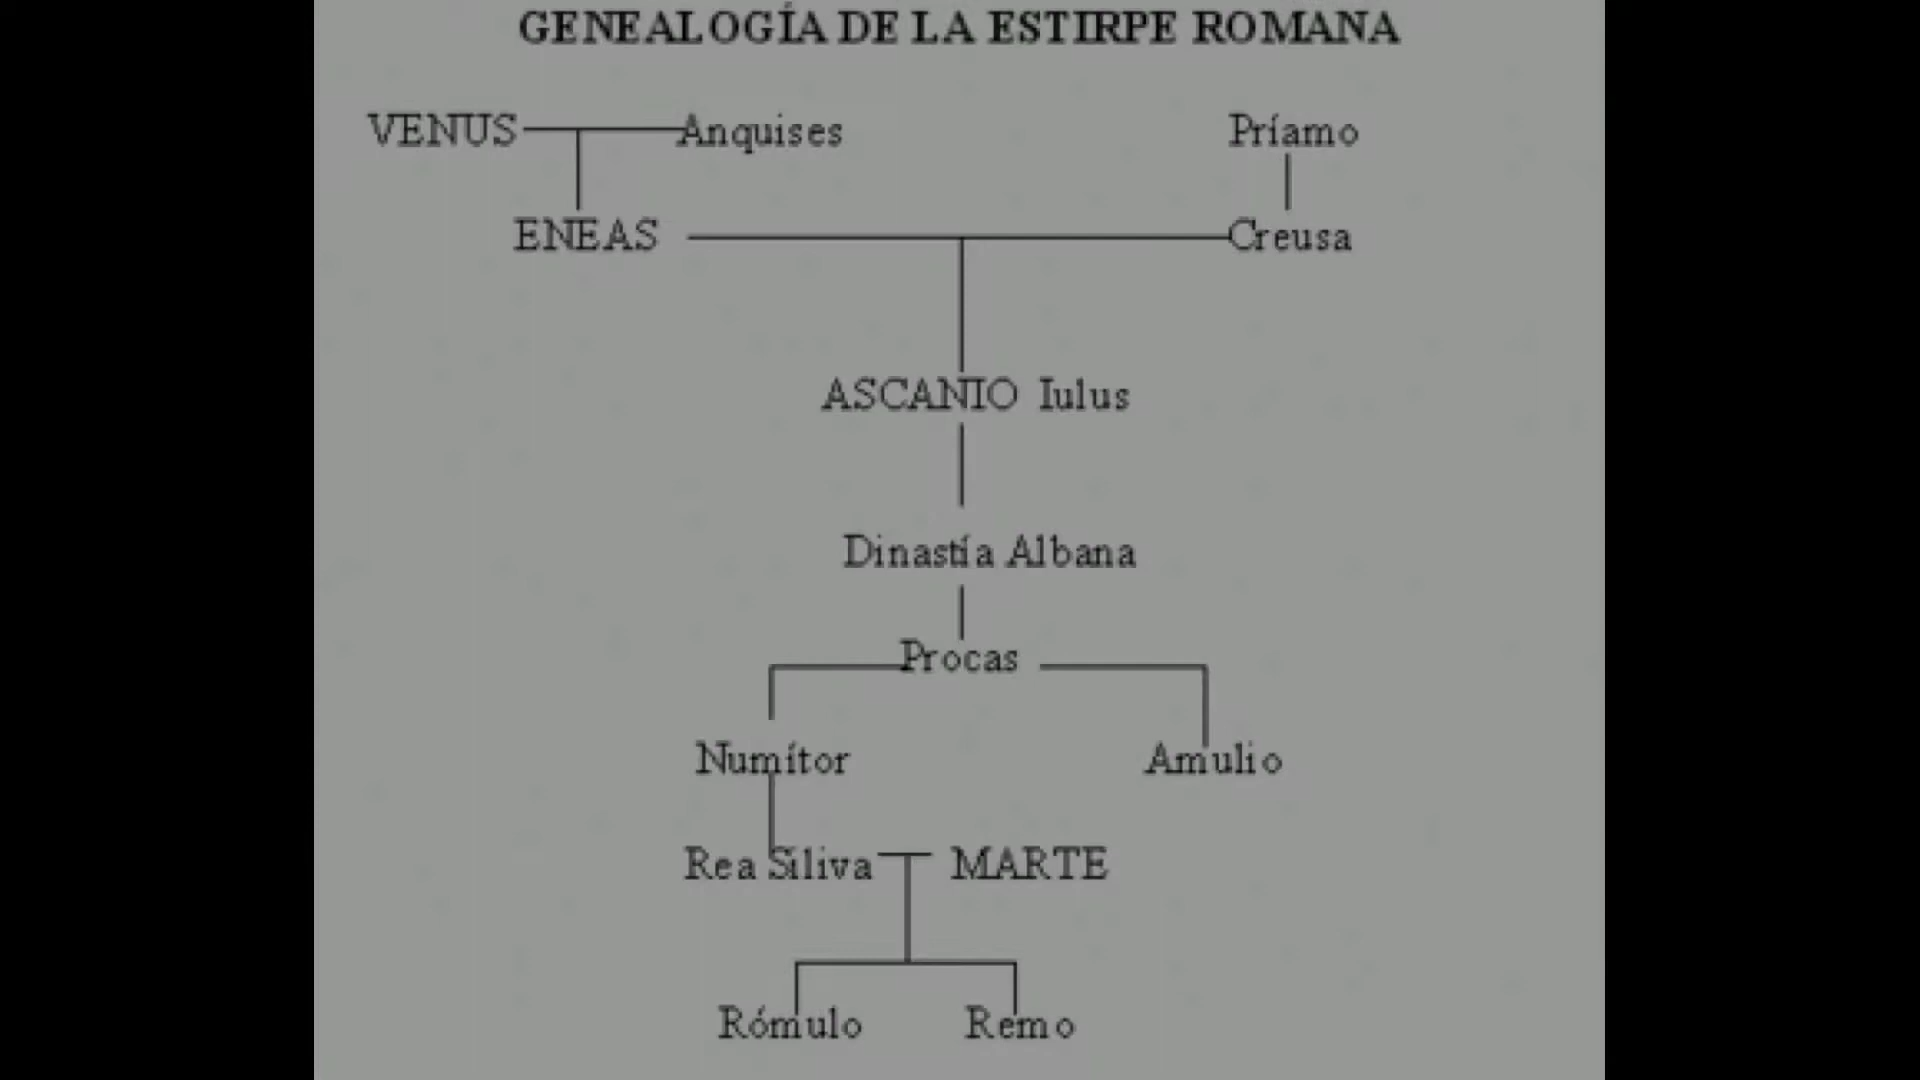 GENEALOGÍA DE LA ESTIRPE ROMANA
VENUS Anquises Príamo
ENEAS Creusa
ASCANIO Iulus
Dinastía Albana
Procas
Numítor Amulio
Rea Siliva MARTE
Rómulo Remo